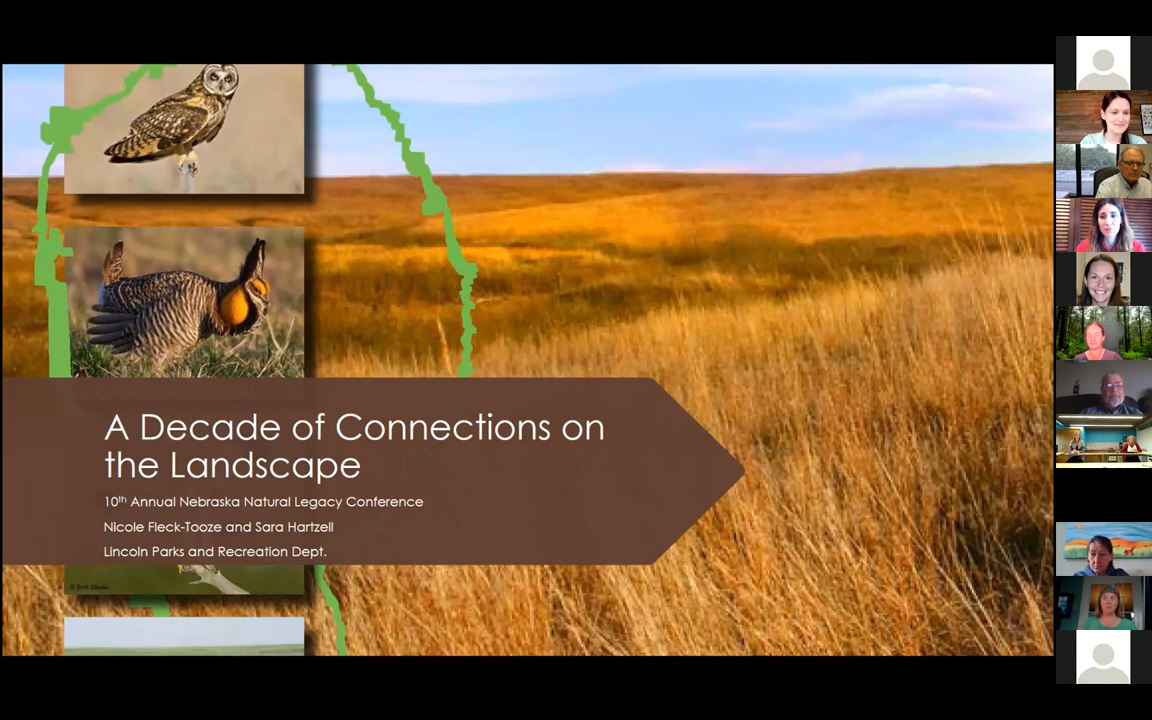 A Decade of Connections on
the Landscape
10th Annual Nebraska Natural Legacy Conference
Nicole Fleck-Tooze and Sara Hartzell
Lincoln Parks and Recreation Dept.